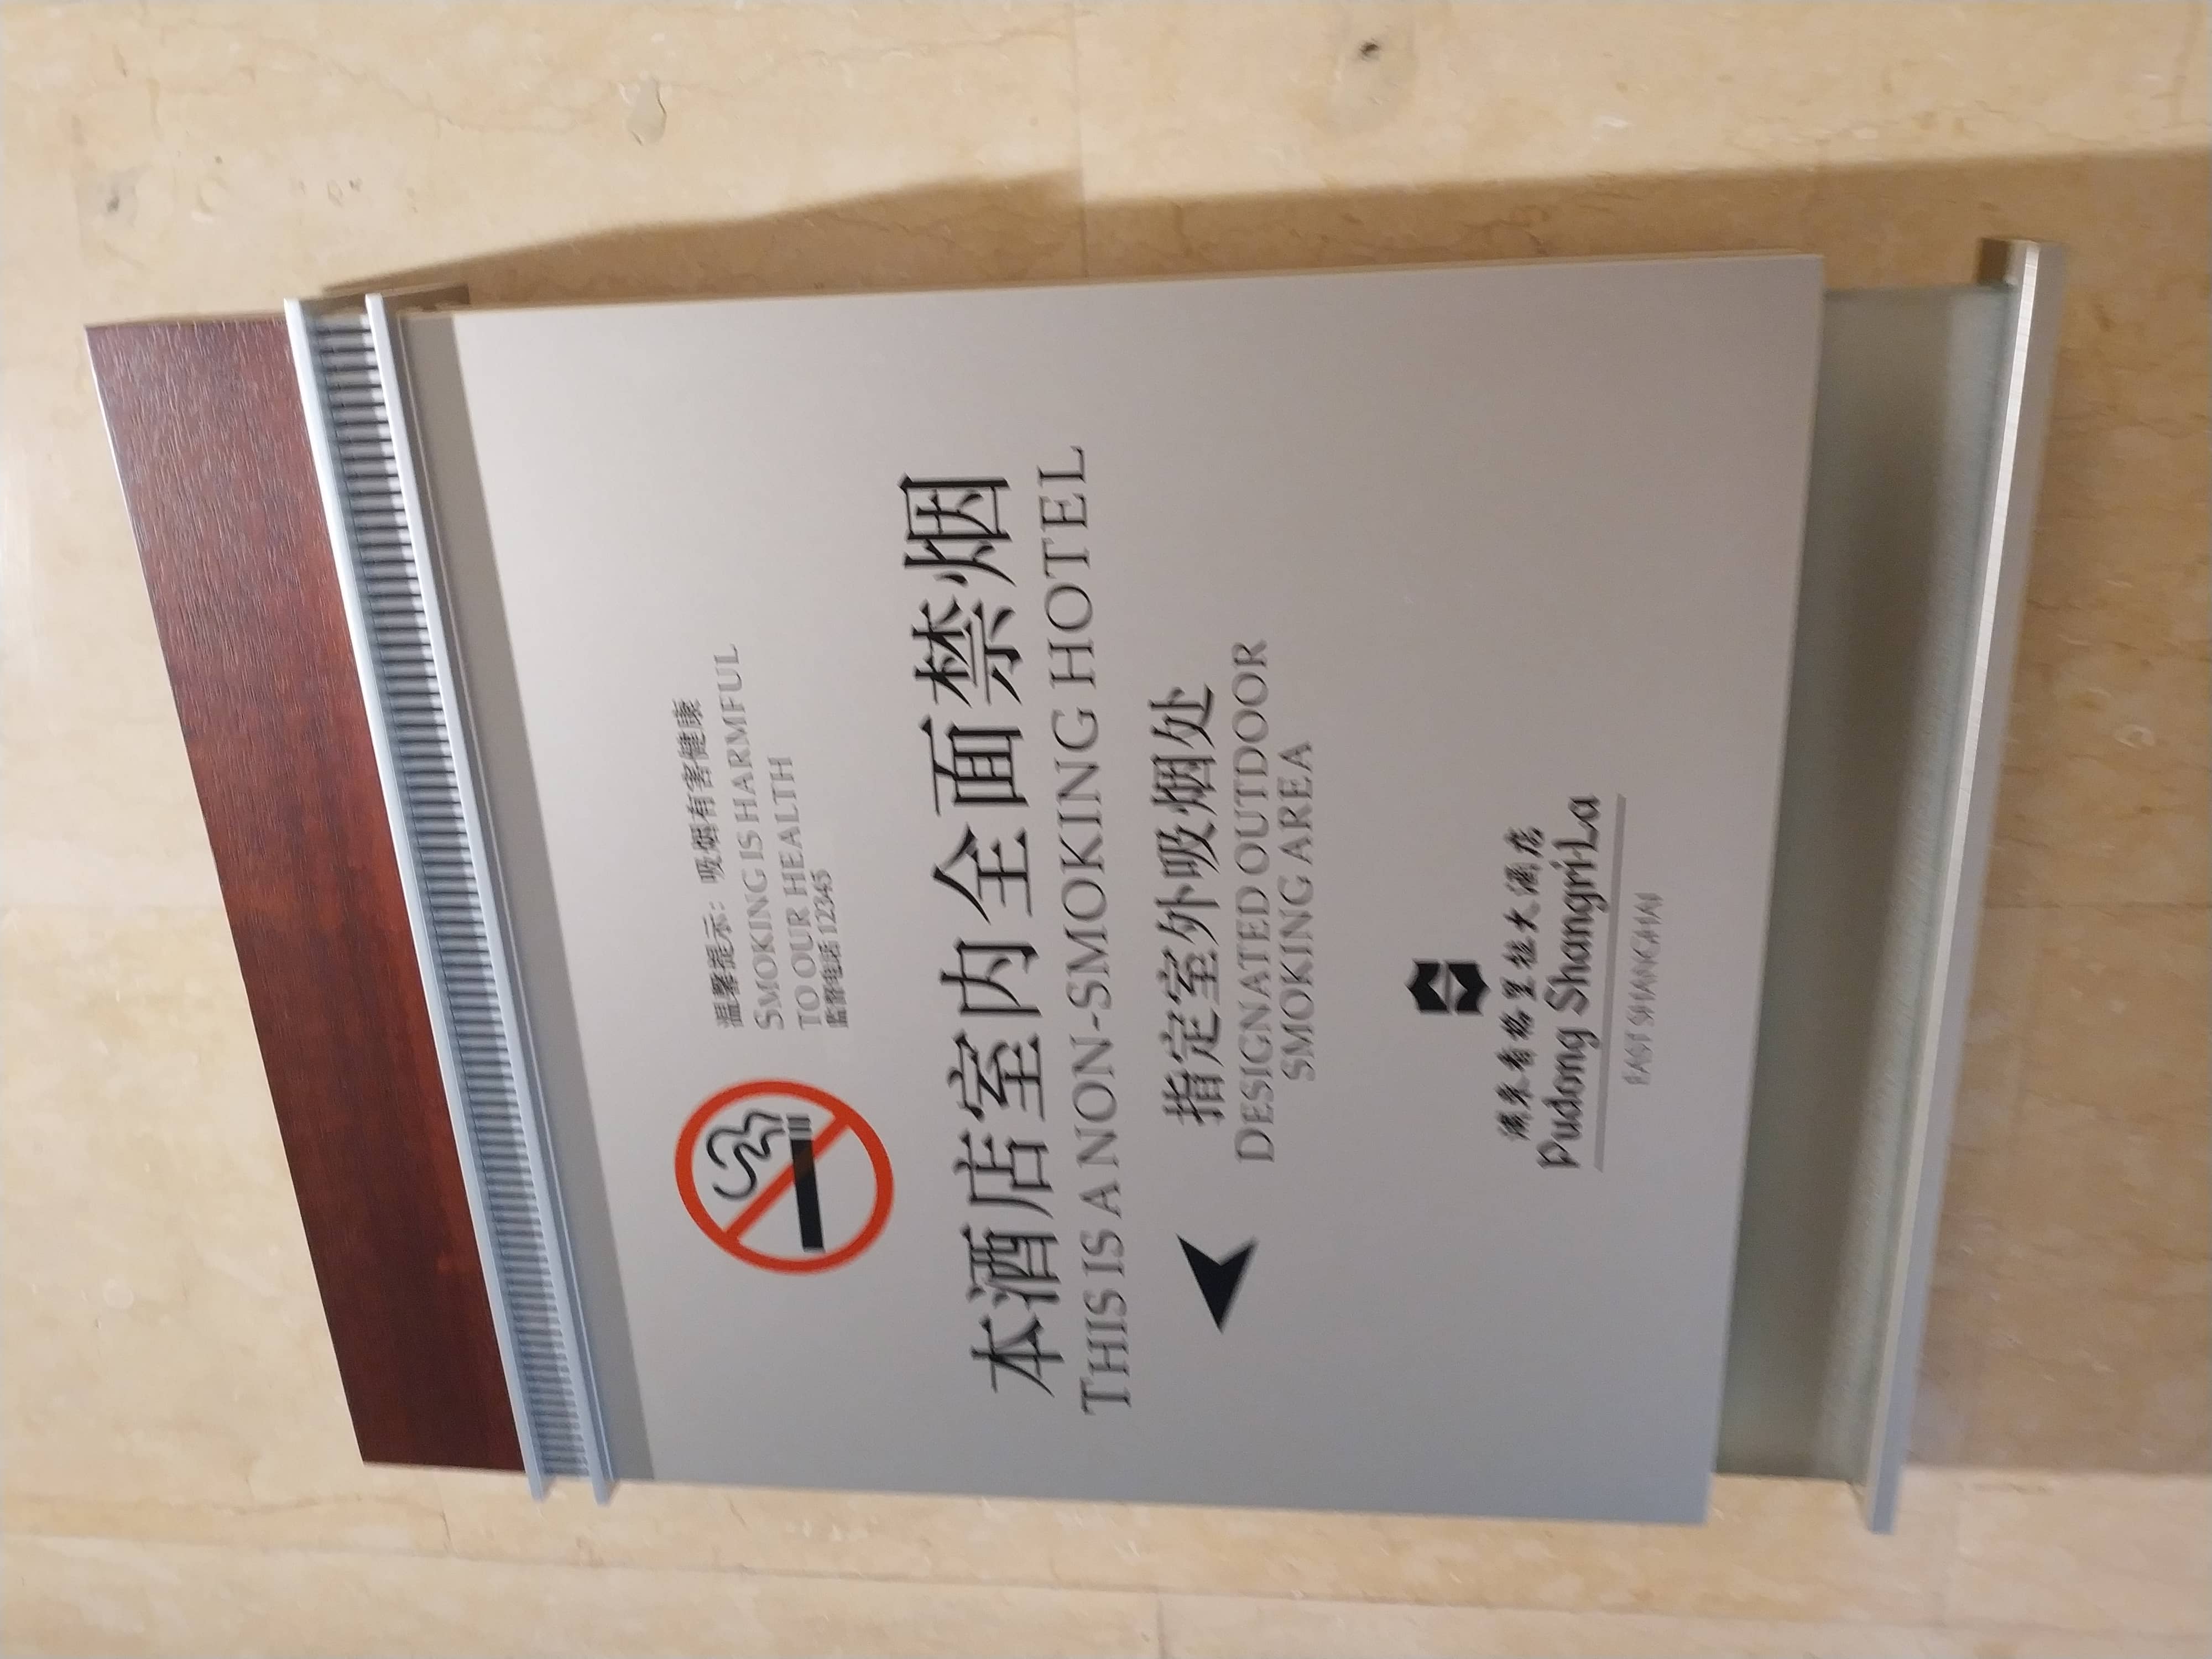 温馨提示：吸烟有害健康
SMOKING IS HARMFUL
TO OUR HEALTH
监督电话 12345
本酒店室内全面禁烟
THIS IS A NON-SMOKING HOTEL
指定室外吸烟处
DESIGNATED OUTDOOR
SMOKING AREA
浦东香格里拉大酒店
Pudong Shangri-La
EAST SHANGHAI